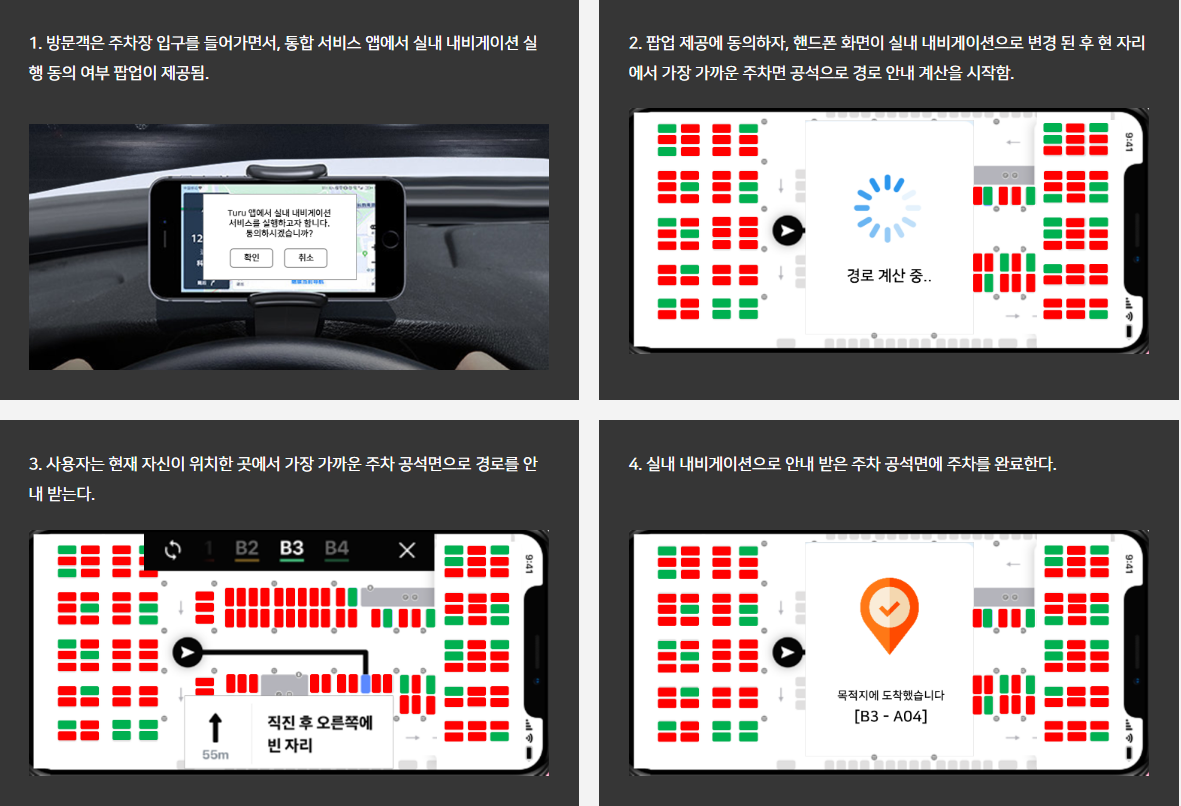 1. 방문객은 주차장 입구를 들어가면서, 통합 서비스 앱에서 실내 내비게이션 실
행 동의 여부 팝업이 제공됨.
Turu 앱에서 실내 내비게이션
서비스를 실행하고자 합니다.
동의하시겠습니까?
확인 취소
12
2. 팝업 제공에 동의하자, 핸드폰 화면이 실내 내비게이션으로 변경 된 후 현 자리
에서 가장 가까운 주차면 공석으로 경로 안내 계산을 시작함.
9:41
경로 계산 중..
3. 사용자는 현재 자신이 위치한 곳에서 가장 가까운 주차 공석면으로 경로를 안
내 받는다.
1 B2 B3 B4
9:41
직진 후 오른쪽에
빈 자리
55m
4. 실내 내비게이션으로 안내 받은 주차 공석면에 주차를 완료한다.
9:41
목적지에 도착했습니다
[B3 - A04]